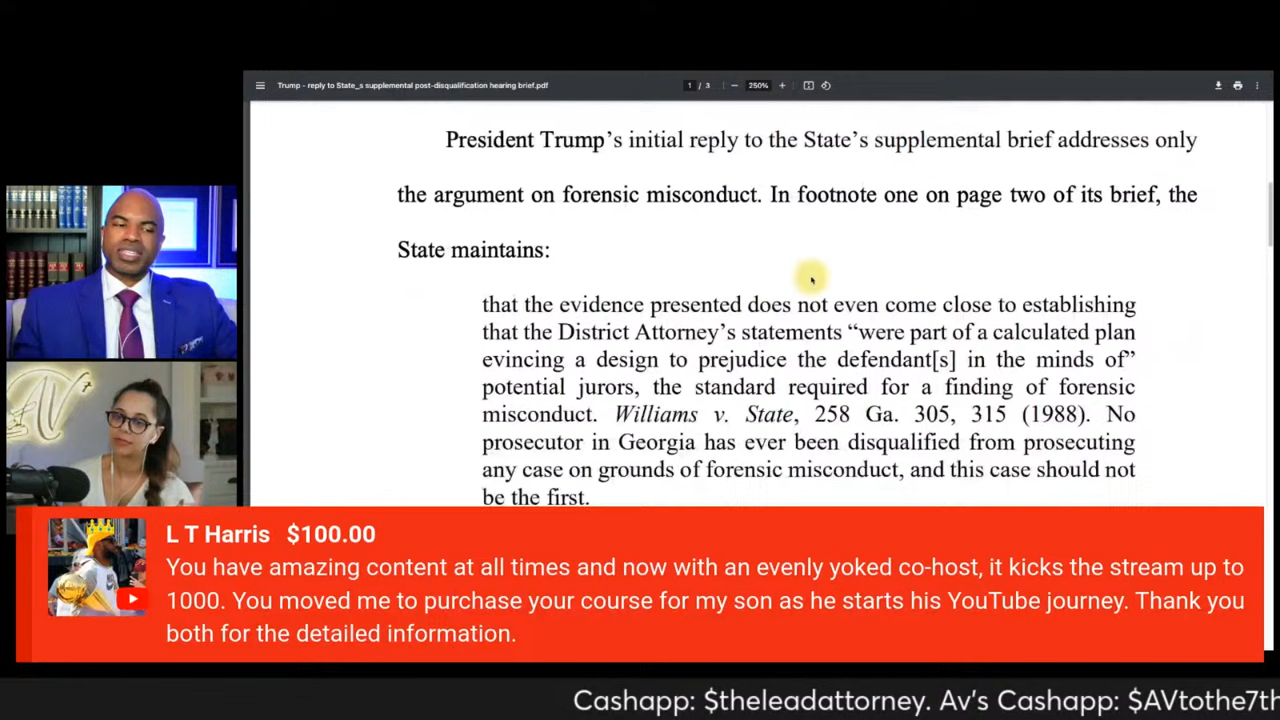 Trump - reply to State_s supplemental post-disqualification hearing brief.pdf
1 / 3
250%
President Trump's initial reply to the State's supplemental brief addresses only
the argument on forensic misconduct. In footnote one on page two of its brief, the
State maintains:
that the evidence presented does not even come close to establishing
that the District Attorney's statements “were part of a calculated plan
evincing a design to prejudice the defendant[s] in the minds of”
potential jurors, the standard required for a finding of forensic
misconduct. Williams v. State, 258 Ga. 305, 315 (1988). No
prosecutor in Georgia has ever been disqualified from prosecuting
any case on grounds of forensic misconduct, and this case should not
be the first.
AV7
L T Harris $100.00
You have amazing content at all times and now with an evenly yoked co-host, it kicks the stream up to
1000. You moved me to purchase your course for my son as he starts his YouTube journey. Thank you
both for the detailed information.
Cashapp: $theleadattorney. Av's Cashapp: $AVtothe7th